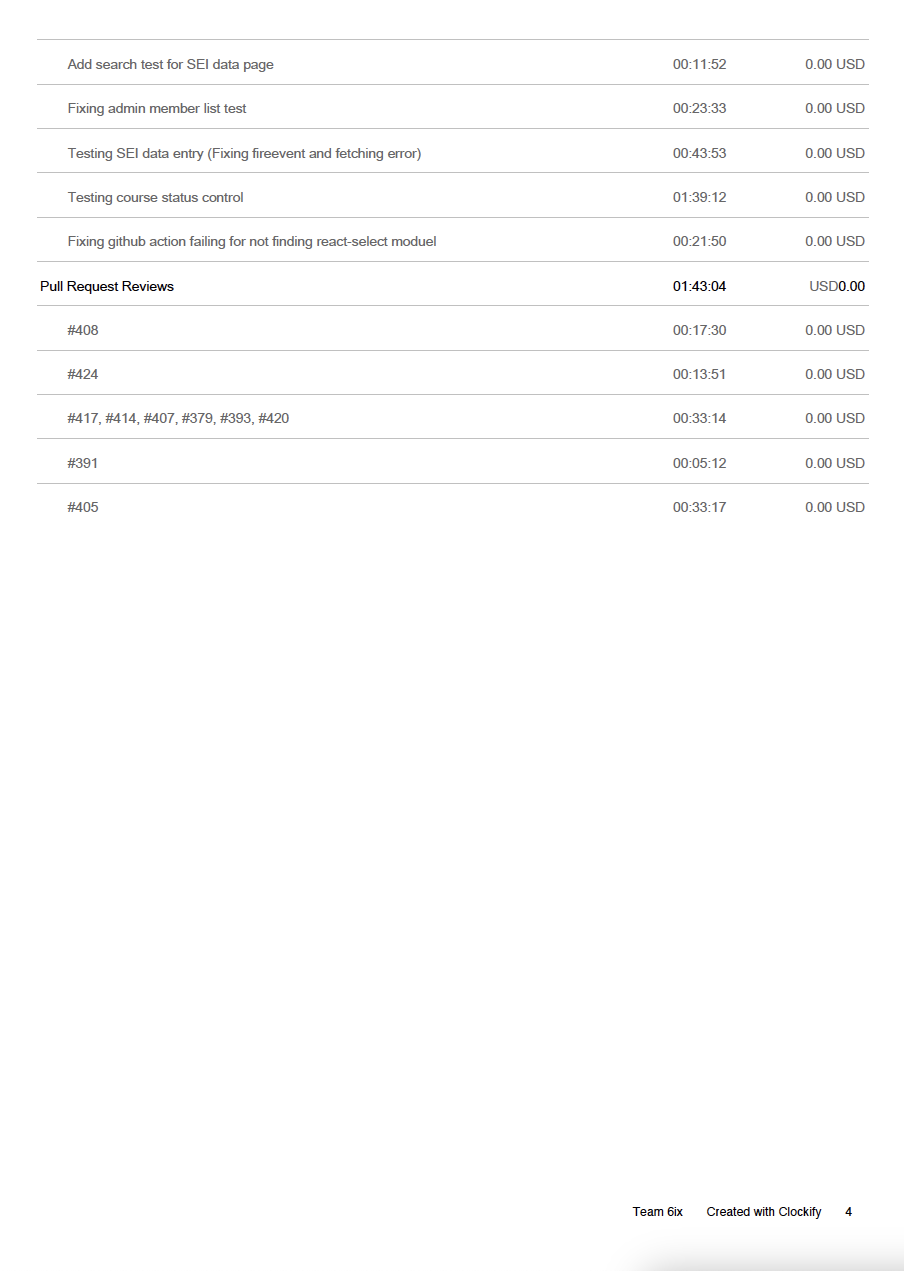 Add search test for SEI data page 00:11:52 0.00 USD
Fixing admin member list test 00:23:33 0.00 USD
Testing SEI data entry (Fixing fireevent and fetching error) 00:43:53 0.00 USD
Testing course status control 01:39:12 0.00 USD
Fixing github action failing for not finding react-select moduel 00:21:50 0.00 USD
Pull Request Reviews 01:43:04 USD0.00
#408 00:17:30 0.00 USD
#424 00:13:51 0.00 USD
#417, #414, #407, #379, #393, #420 00:33:14 0.00 USD
#391 00:05:12 0.00 USD
#405 00:33:17 0.00 USD
Team 6ix Created with Clockify 4